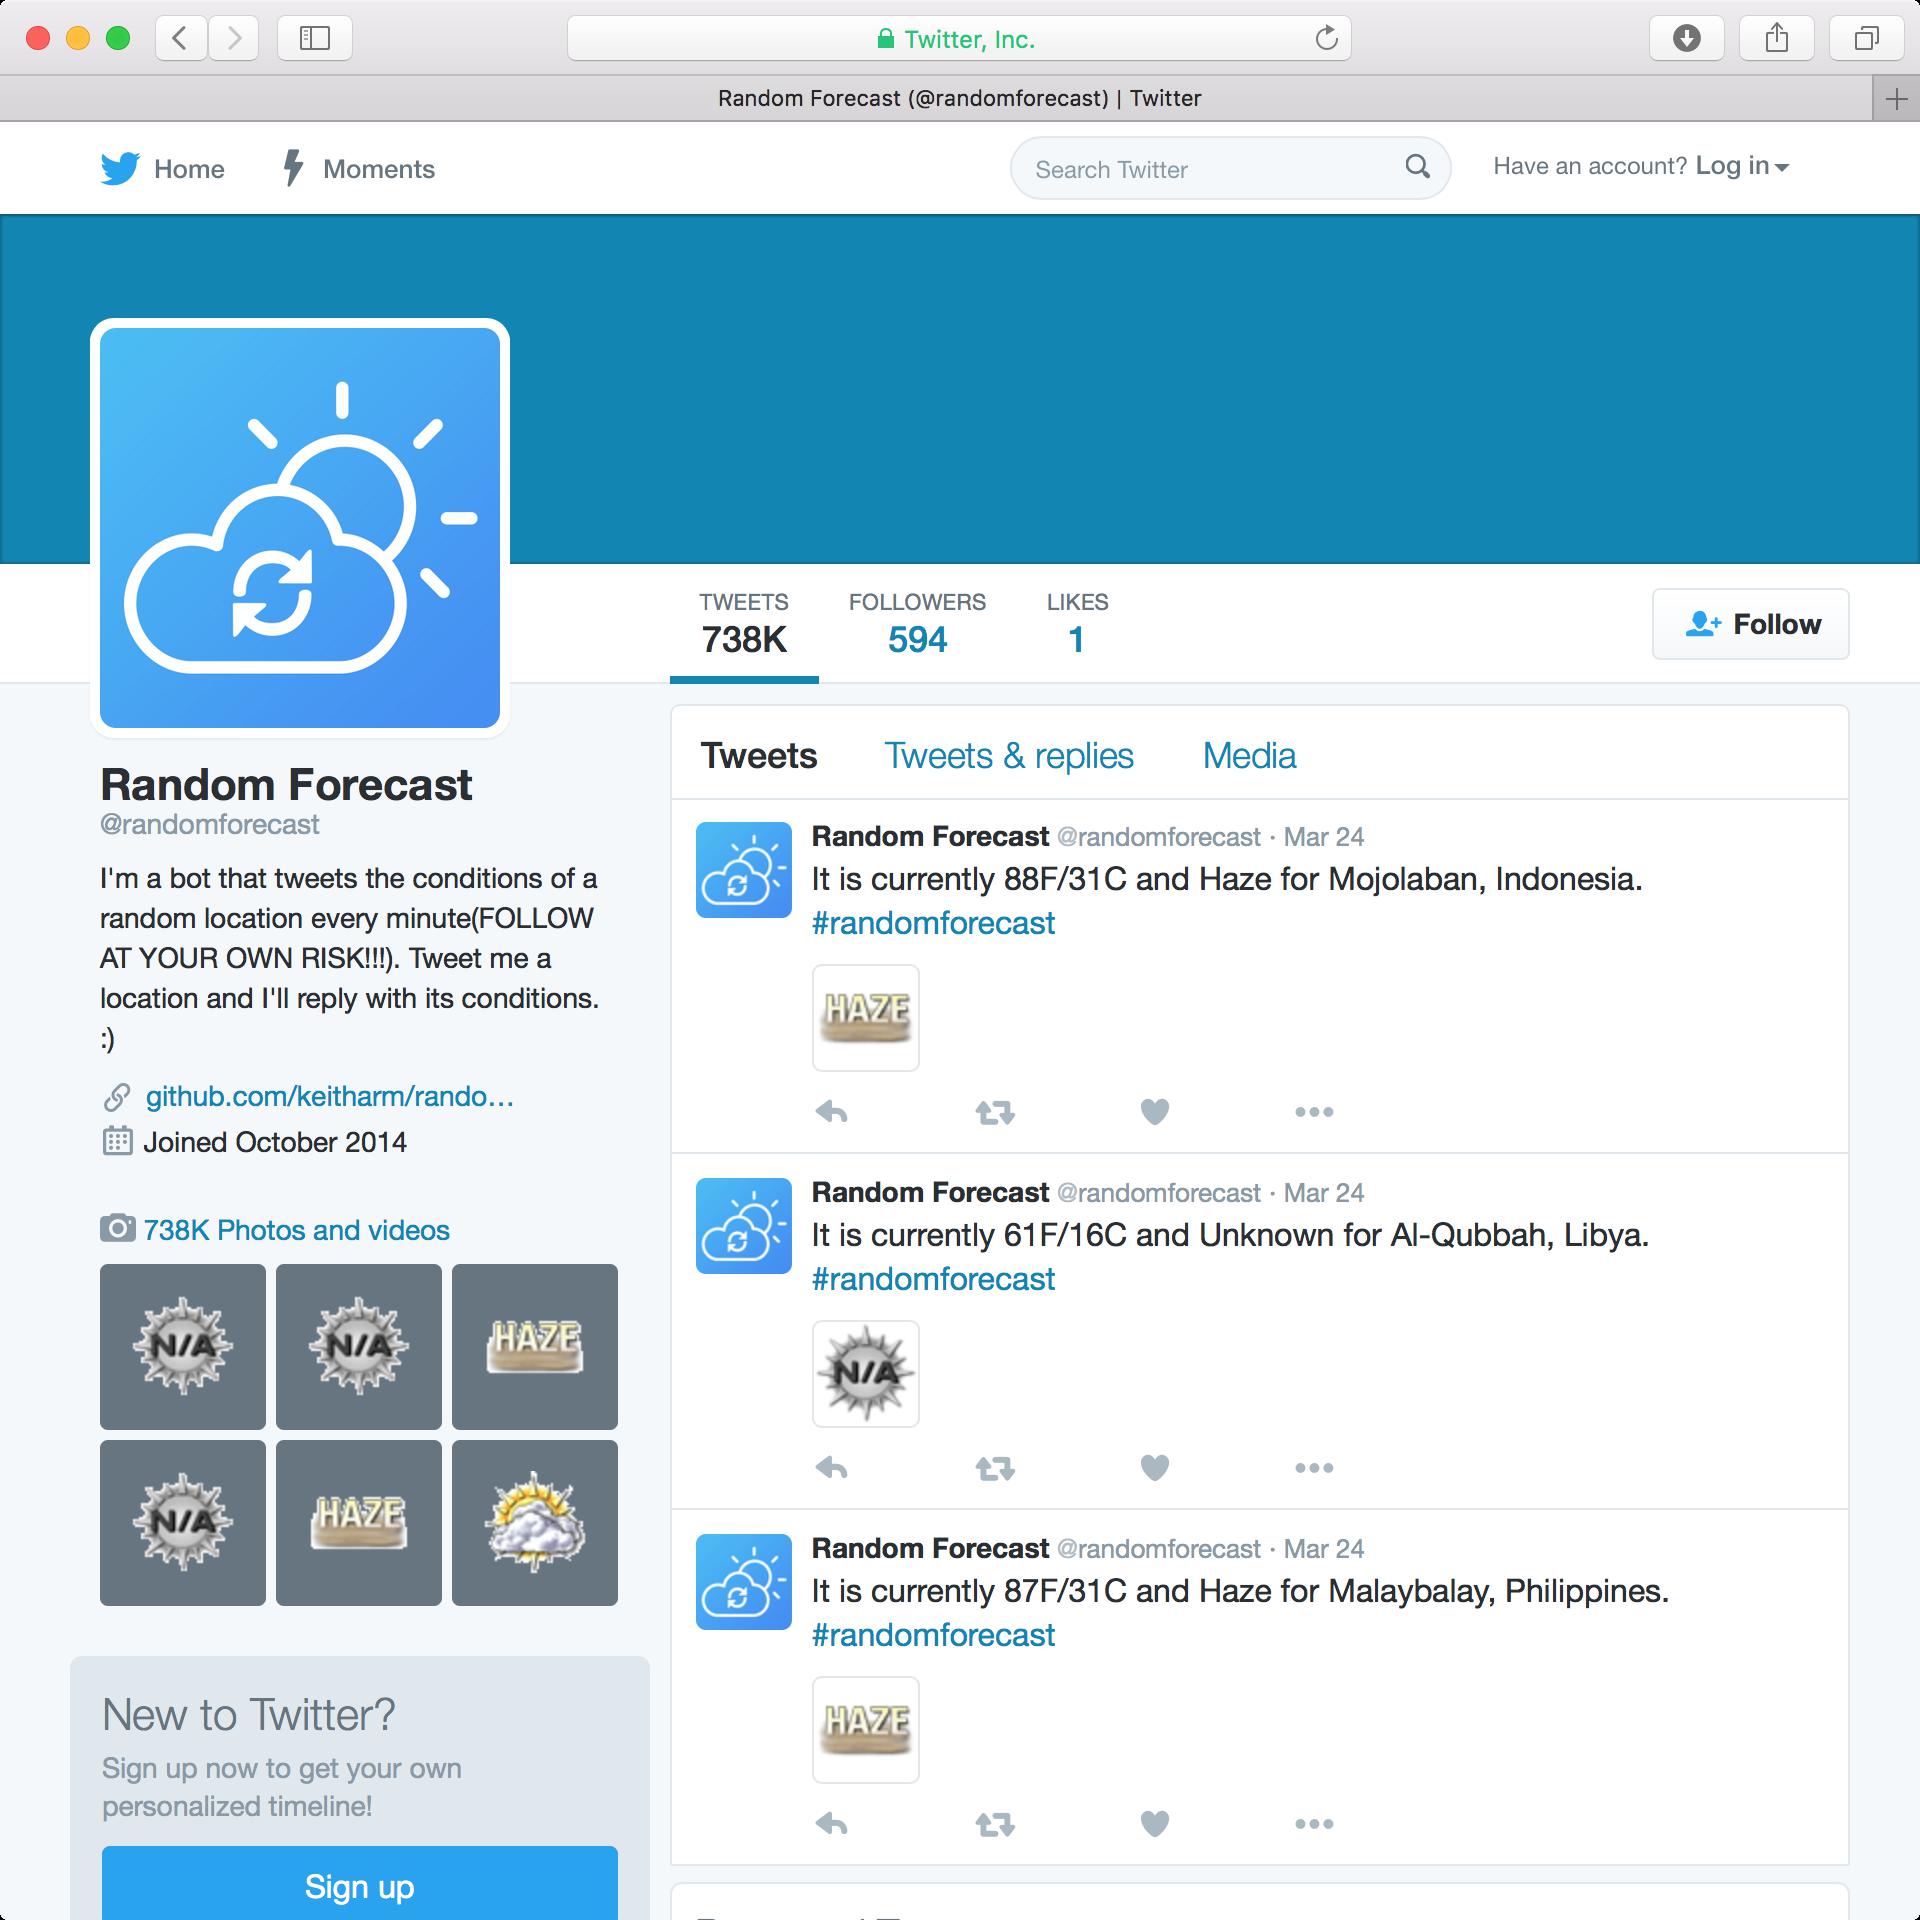 Twitter, Inc.
Random Forecast (@randomforecast) | Twitter
Home
Moments
Search Twitter
Have an account? Log in
TWEETS
738K
FOLLOWERS
594
LIKES
1
Follow
Random Forecast
@randomforecast
I'm a bot that tweets the conditions of a
random location every minute(FOLLOW
AT YOUR OWN RISK!!!). Tweet me a
location and I'll reply with its conditions.
:)
github.com/keitharm/rando…
Joined October 2014
738K Photos and videos
N/A
N/A
HAZE
N/A
HAZE
New to Twitter?
Sign up now to get your own
personalized timeline!
Sign up
Tweets
Tweets & replies
Media
Random Forecast @randomforecast · Mar 24
It is currently 88F/31C and Haze for Mojolaban, Indonesia.
#randomforecast
HAZE
Random Forecast @randomforecast · Mar 24
It is currently 61F/16C and Unknown for Al-Qubbah, Libya.
#randomforecast
N/A
Random Forecast @randomforecast · Mar 24
It is currently 87F/31C and Haze for Malaybalay, Philippines.
#randomforecast
HAZE